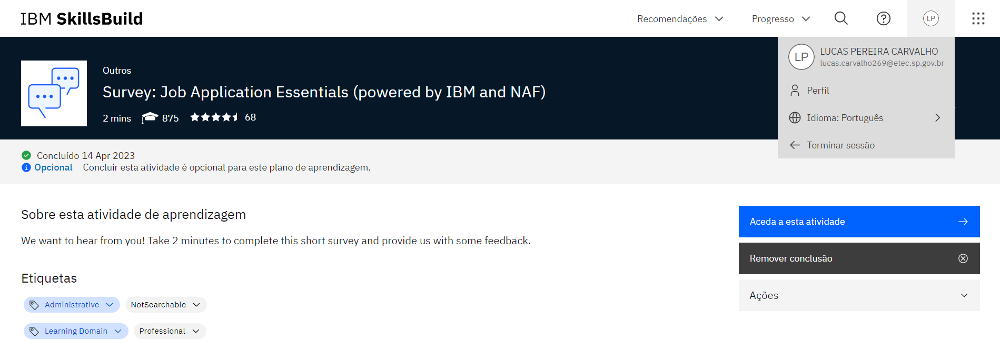 IBM SkillsBuild
Recomendações
Progresso
LP
LP
LUCAS PEREIRA CARVALHO
lucas.carvalho269@etec.sp.gov.br
Perfil
Idioma: Português
Terminar sessão
Outros
Survey: Job Application Essentials (powered by IBM and NAF)
2 mins 875 68
Concluído 14 Apr 2023
Opcional Concluir esta atividade é opcional para este plano de aprendizagem.
Sobre esta atividade de aprendizagem
We want to hear from you! Take 2 minutes to complete this short survey and provide us with some feedback.
Etiquetas
Administrative NotSearchable
Learning Domain Professional
Aceda a esta atividade
Remover conclusão
Ações